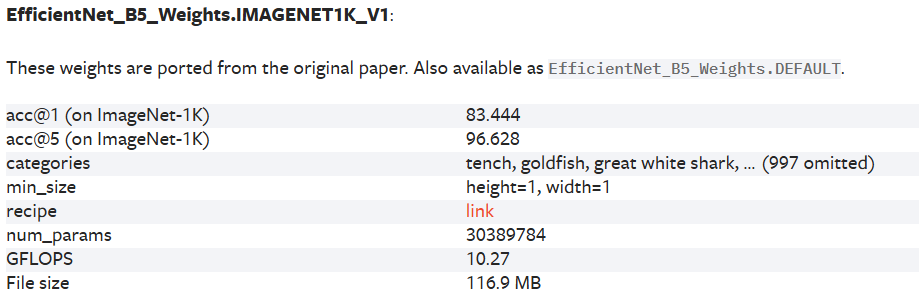 EfficientNet_B5_Weights.IMAGENET1K_V1:
These weights are ported from the original paper. Also available as EfficientNet_B5_Weights.DEFAULT.
acc@1 (on ImageNet-1K) 83.444
acc@5 (on ImageNet-1K) 96.628
categories tench, goldfish, great white shark, … (997 omitted)
min_size height=1, width=1
recipe link
num_params 30389784
GFLOPS 10.27
File size 116.9 MB